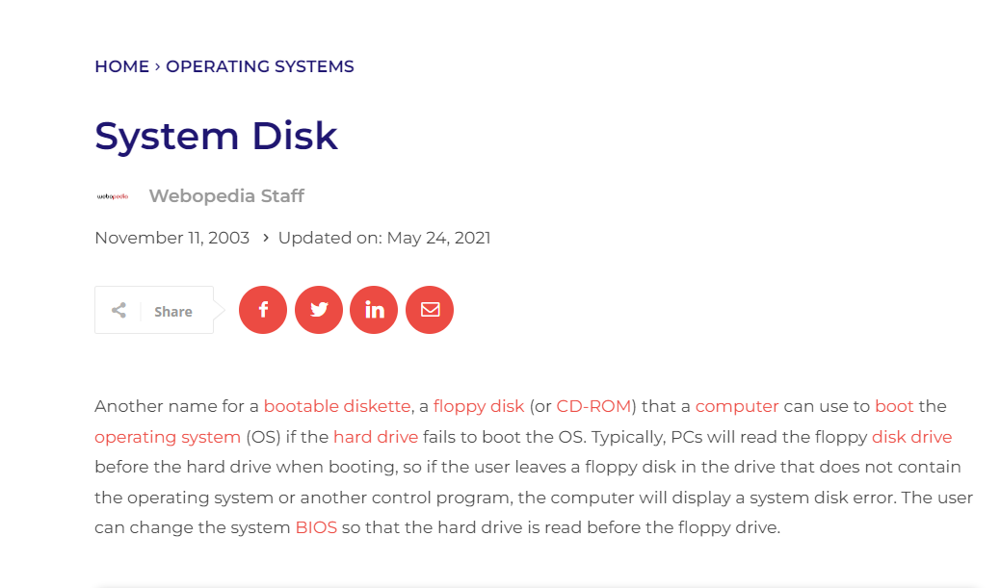 HOME › OPERATING SYSTEMS
System Disk
webopedia Webopedia Staff
November 11, 2003 › Updated on: May 24, 2021
Share
Another name for a bootable diskette, a floppy disk (or CD-ROM) that a computer can use to boot the
operating system (OS) if the hard drive fails to boot the OS. Typically, PCs will read the floppy disk drive
before the hard drive when booting, so if the user leaves a floppy disk in the drive that does not contain
the operating system or another control program, the computer will display a system disk error. The user
can change the system BIOS so that the hard drive is read before the floppy drive.